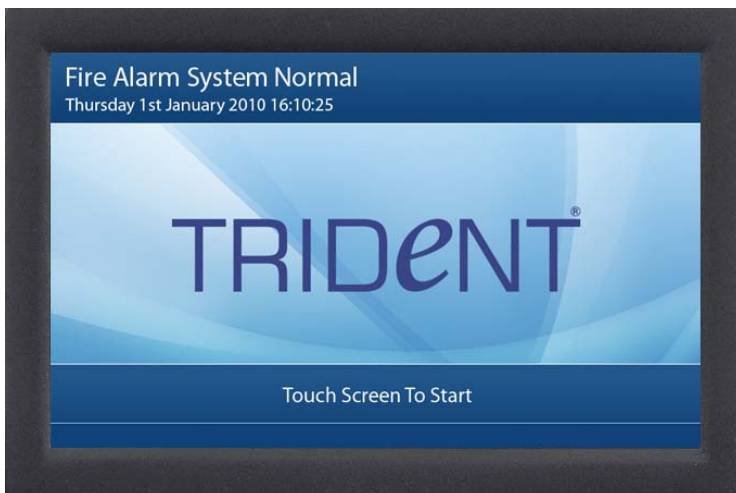 Fire Alarm System Normal
Thursday 1st January 2010 16:10:25
TRIDeNT®
Touch Screen To Start